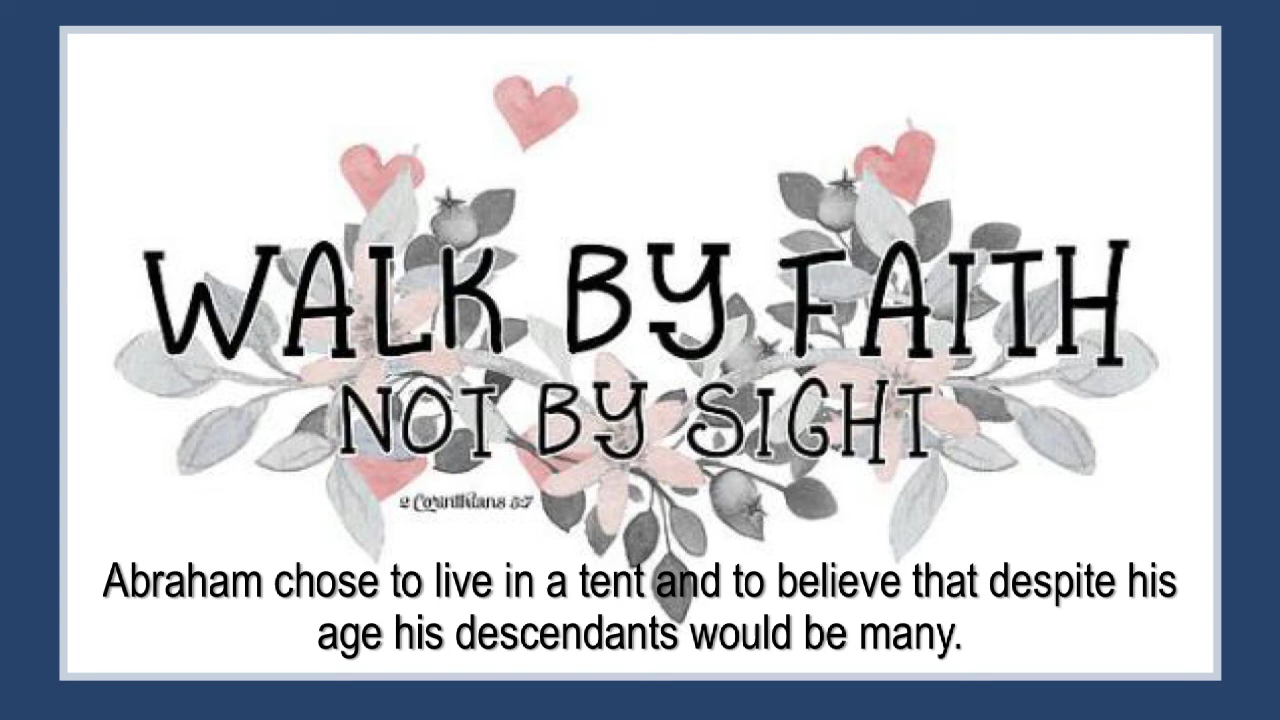 WALK BY FAITH
NOT BY SIGHT
2 Corinthians 5:7
Abraham chose to live in a tent and to believe that despite his
age his descendants would be many.